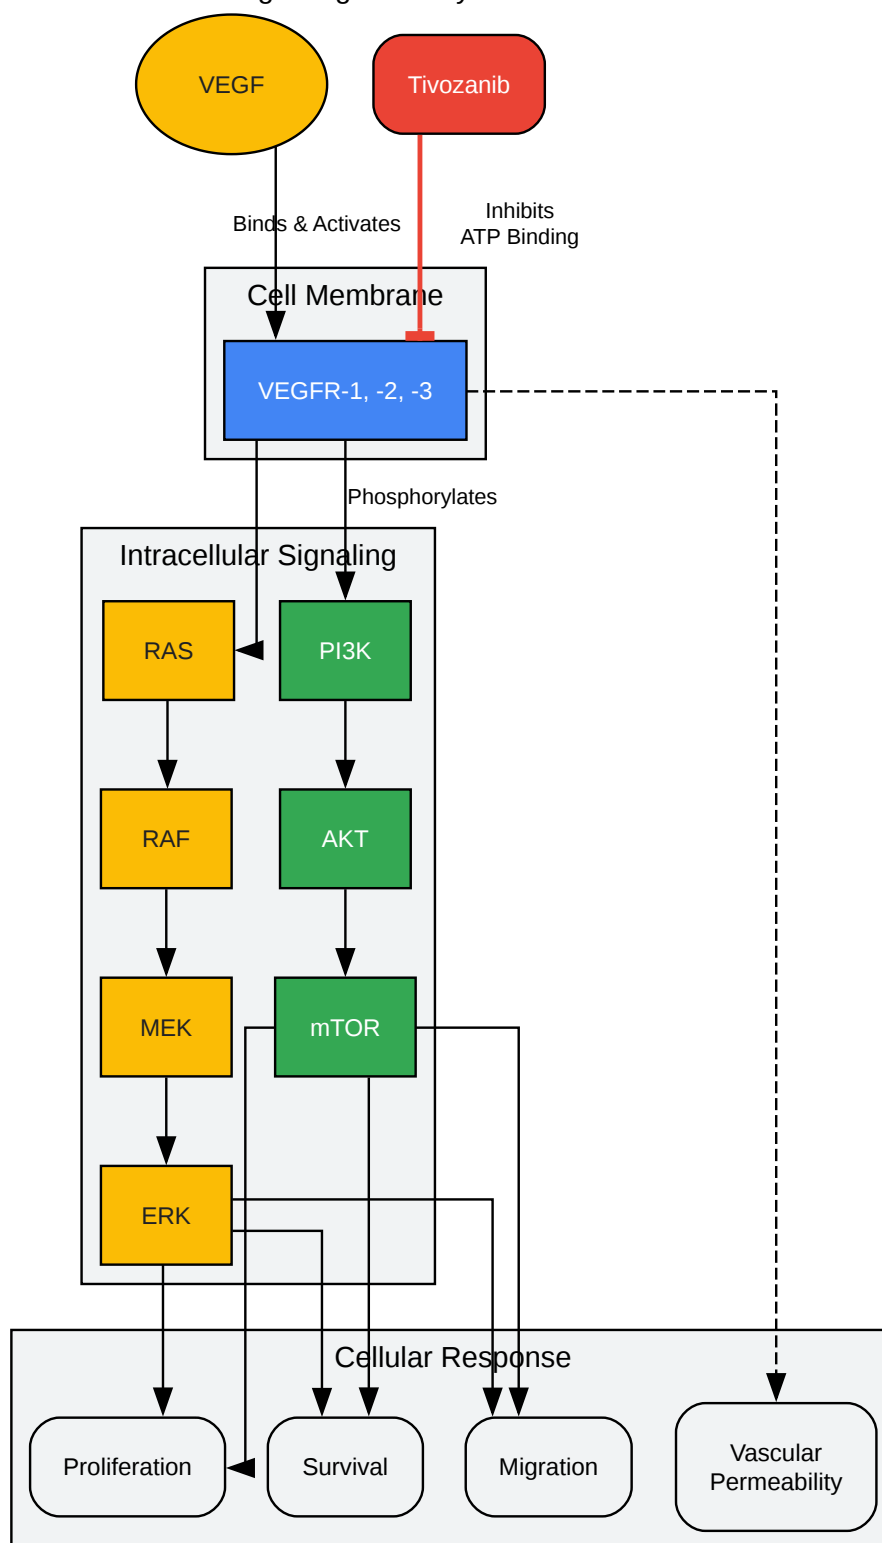 VEGF
Tivozanib
Binds & Activates
Inhibits
ATP Binding
Cell Membrane
VEGFR-1, -2, -3
Phosphorylates
Intracellular Signaling
RAS
PI3K
RAF
AKT
MEK
mTOR
ERK
Cellular Response
Proliferation
Survival
Migration
Vascular
Permeability